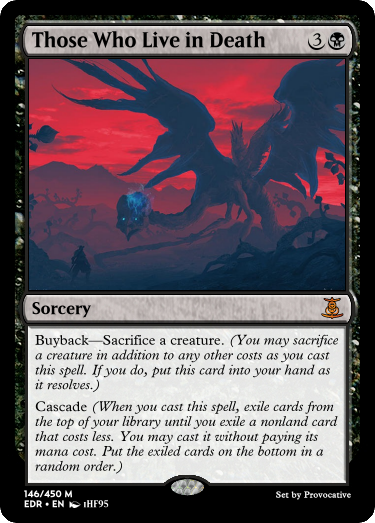 Those Who Live in Death 3
Sorcery
Buyback—Sacrifice a creature. (You may sacrifice
a creature in addition to any other costs as you cast
this spell. If you do, put this card into your hand as
it resolves.)
Cascade (When you cast this spell, exile cards from
the top of your library until you exile a nonland card
that costs less. You may cast it without paying its
mana cost. Put the exiled cards on the bottom in a
random order.)
146/450 M
EDR • EN 1HF95
Set by Provocative